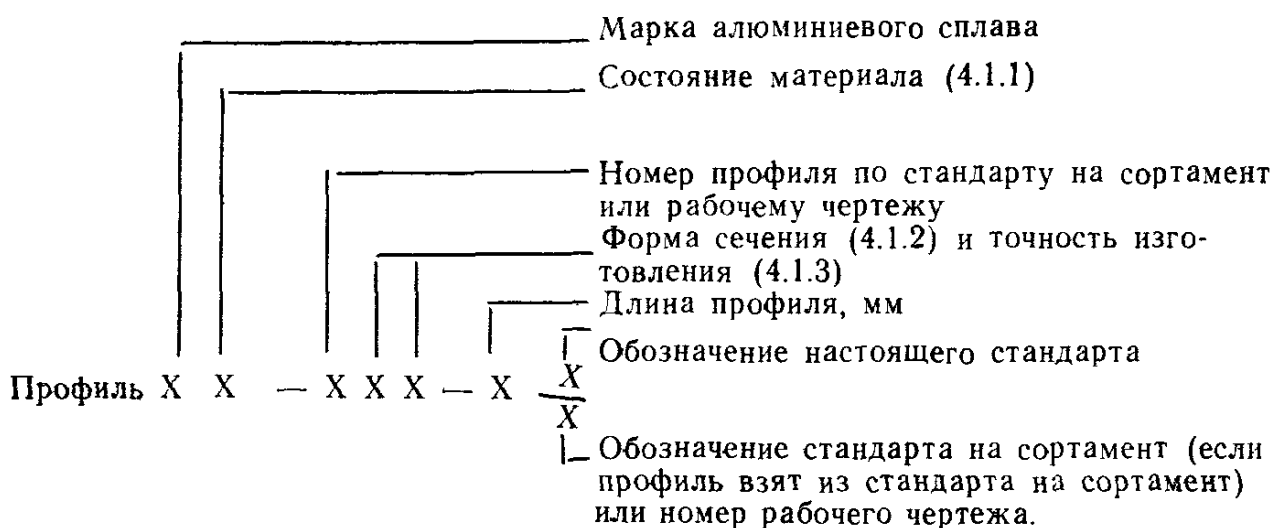 Марка алюминиевого сплава
Состояние материала (4.1.1)
Номер профиля по стандарту на сортамент
или рабочему чертежу
Форма сечения (4.1.2) и точность изго-
товления (4.1.3)
Длина профиля, мм
Обозначение настоящего стандарта
Профиль X X — X X X — X X
X
Обозначение стандарта на сортамент (если
профиль взят из стандарта на сортамент)
или номер рабочего чертежа.